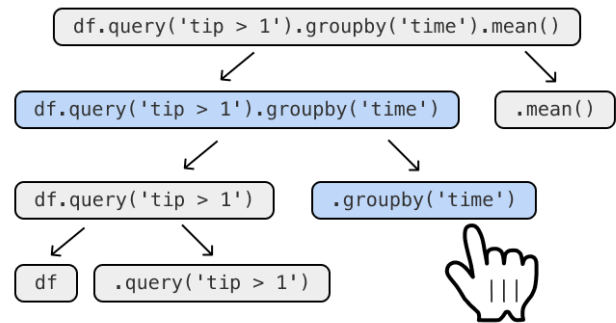 df.query('tip > 1').groupby('time').mean()
df.query('tip > 1').groupby('time')
.mean()
df.query('tip > 1')
.groupby('time')
df
.query('tip > 1')